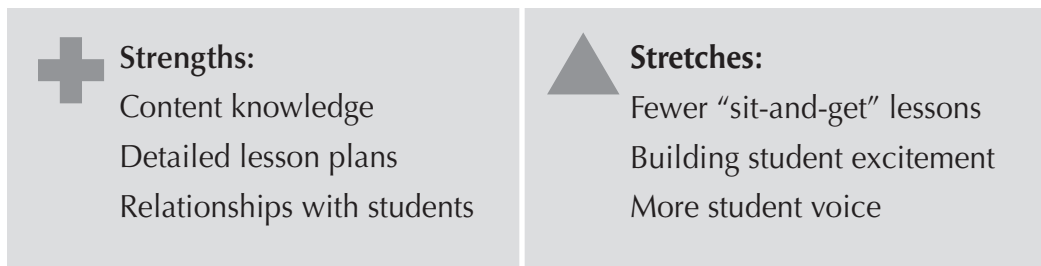 Strengths:
Content knowledge
Detailed lesson plans
Relationships with students
Stretches:
Fewer “sit-and-get” lessons
Building student excitement
More student voice